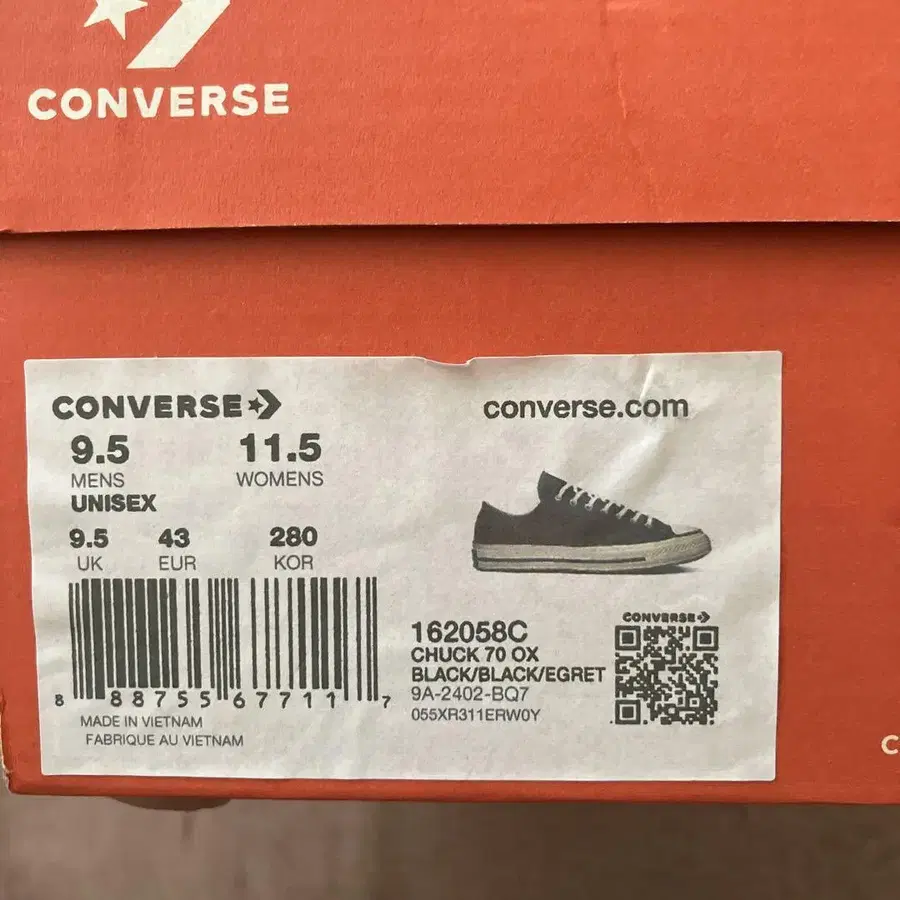 CONVERSE
CONVERSE
converse.com
9.5 11.5
MENS WOMENS
UNISEX
9.5 43 280
UK EUR KOR
8 88755 67711 7
MADE IN VIETNAM
FABRIQUE AU VIETNAM
162058C
CHUCK 70 OX
BLACK/BLACK/EGRET
9A-2402-BQ7
055XR311ERW0Y
CONVERSE
C